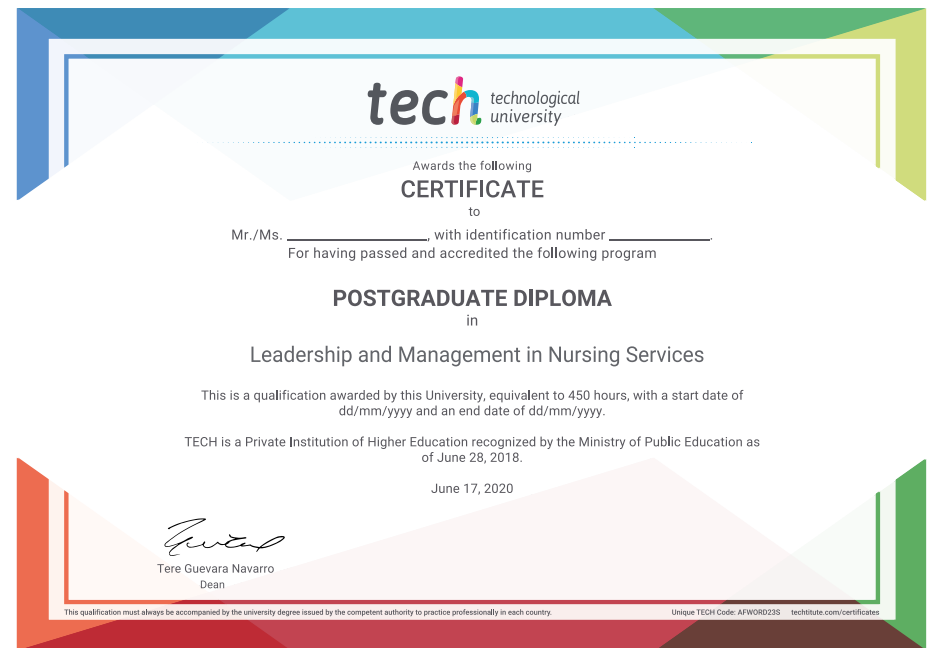 tech technological
university
Awards the following
CERTIFICATE
to
Mr./Ms. ____________________, with identification number ______________.
For having passed and accredited the following program
POSTGRADUATE DIPLOMA
in
Leadership and Management in Nursing Services
This is a qualification awarded by this University, equivalent to 450 hours, with a start date of
dd/mm/yyyy and an end date of dd/mm/yyyy.
TECH is a Private Institution of Higher Education recognized by the Ministry of Public Education as
of June 28, 2018.
June 17, 2020
Tere Guevara Navarro
Dean
This qualification must always be accompanied by the university degree issued by the competent authority to practice professionally in each country.
Unique TECH Code: AFWORD23S techtitute.com/certificates